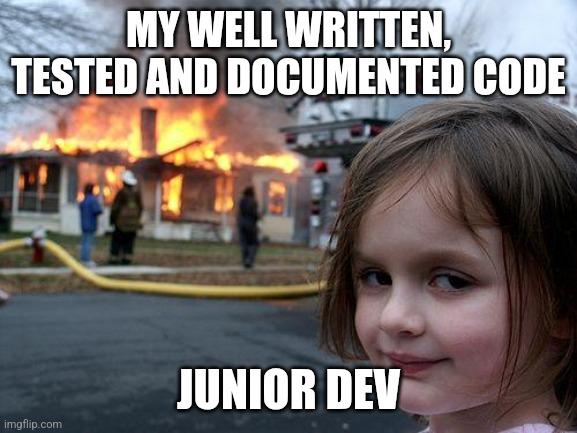 MY WELL WRITTEN,
TESTED AND DOCUMENTED CODE
JUNIOR DEV
imgflip.com